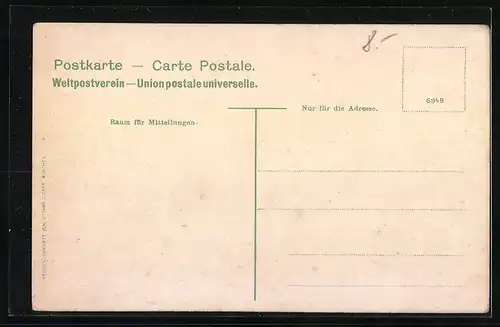 8.-
Postkarte — Carte Postale.
Weltpostverein—Union postale universelle.
6949
Nur für die Adresse.
Raum für Mitteilungen.